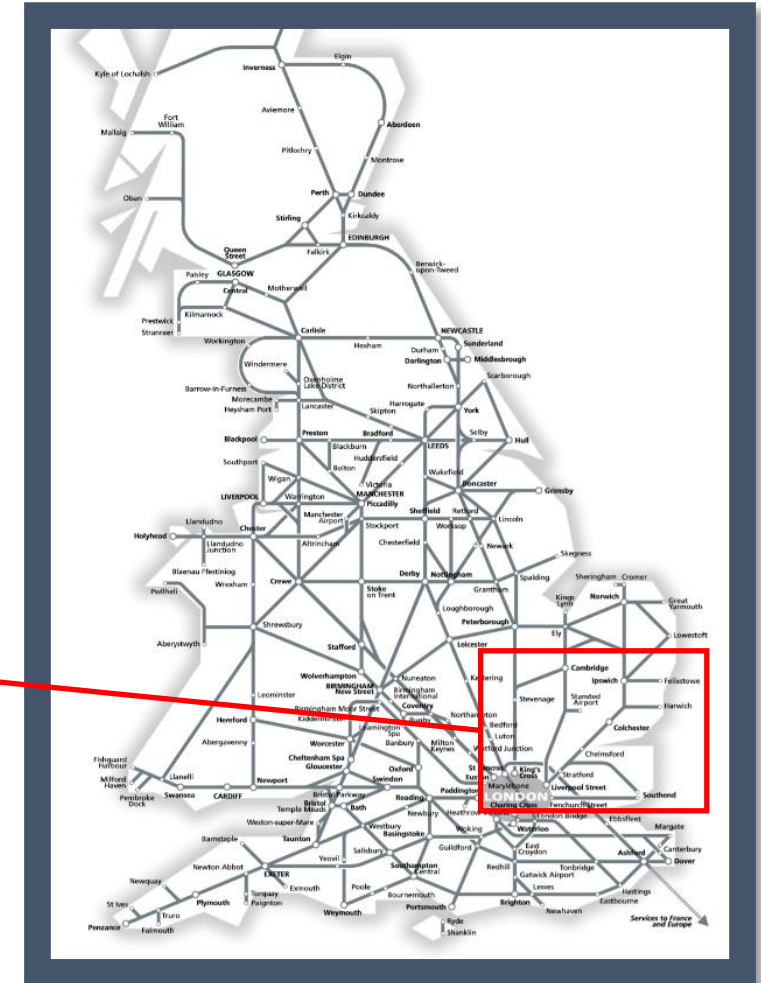 Elgin
Inverness
Kyle of Lochalsh
Aviemore
Fort
William
Aberdeen
Mallaig
Pitlochry
Montrose
Perth
Dundee
Oban
Stirling
Kirkcaldy
EDINBURGH
Queen
Street
Falkirk
Berwick-
upon-Tweed
Paisley
GLASGOW
Central
Motherwell
Prestwick
Kilmarnock
Stranraer
Carlisle
NEWCASTLE
Workington
Hexham
Durham
Sunderland
Darlington
Middlesbrough
Windermere
Scarborough
Oxenholme
Lake District
Northallerton
Barrow-in-Furness
Morecambe
Heysham Port
Lancaster
Harrogate
York
Skipton
Blackpool
Preston
Bradford
LEEDS
Selby
Hull
Blackburn
Huddersfield
Southport
Bolton
Wakefield
Wigan
Victoria
Doncaster
LIVERPOOL
Warrington
MANCHESTER
Piccadilly
Grimsby
Manchester
Airport
Sheffield
Retford
Llandudno
Chester
Stockport
Worksop
Lincoln
Holyhead
Llandudno
Junction
Altrincham
Chesterfield
Newark
Skegness
Blaenau Ffestiniog
Wrexham
Crewe
Stoke
on Trent
Derby
Nottingham
Grantham
Spalding
Sheringham
Cromer
Pwllheli
Kings
Lynn
Norwich
Great
Yarmouth
Loughborough
Peterborough
Ely
Lowestoft
Aberystwyth
Shrewsbury
Stafford
Leicester
Wolverhampton
Nuneaton
Kettering
Cambridge
BIRMINGHAM
New Street
Birmingham
International
Ipswich
Felixstowe
Leominster
Birmingham Moor Street
Coventry
Stevenage
Stansted
Airport
Harwich
Hereford
Kidderminster
Rugby
Northampton
Bedford
Colchester
Leamington
Spa
Luton
Abergavenny
Worcester
Banbury
Milton
Keynes
Watford Junction
Chelmsford
Cheltenham Spa
Gloucester
Oxford
St Pancras
King's
Cross
Stratford
Fishguard
Harbour
Euston
Milford
Haven
Llanelli
Newport
Swindon
Marylebone
Liverpool Street
Pembroke
Dock
Swansea
CARDIFF
Bristol Parkway
Reading
Paddington
LONDON
Southend
Bristol
Temple Meads
Bath
Newbury
Heathrow
Charing Cross
Fenchurch Street
Weston-super-Mare
Victoria
London Bridge
Ebbsfleet
Westbury
Basingstoke
Woking
Waterloo
Margate
Barnstaple
Taunton
Salisbury
Guildford
East
Croydon
Canterbury
Newton Abbot
Yeovil
Southampton
Central
Redhill
Tonbridge
Ashford
Dover
EXETER
Gatwick Airport
Newquay
Exmouth
Poole
Lewes
Hastings
St Ives
Plymouth
Torquay
Paignton
Bournemouth
Eastbourne
Truro
Weymouth
Portsmouth
Brighton
Newhaven
Penzance
Falmouth
Ryde
Shanklin
Services to France
and Europe